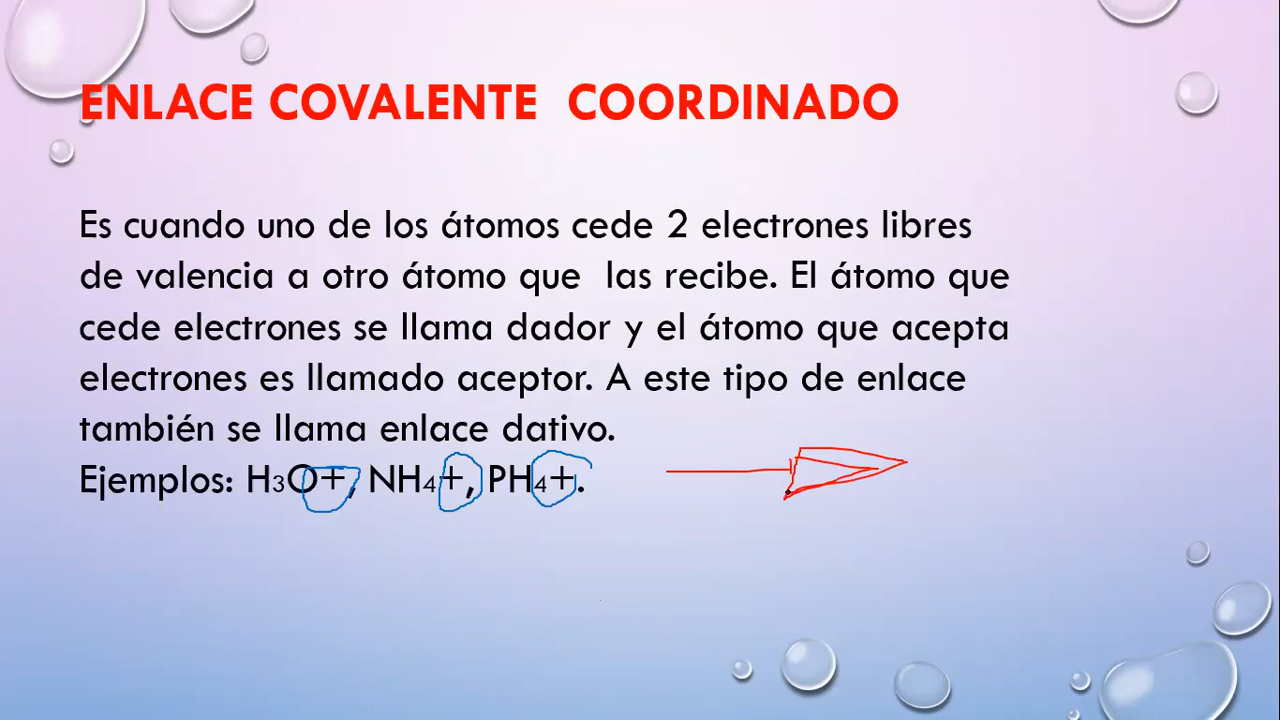 ENLACE COVALENTE  COORDINADO
Es cuando uno de los átomos cede 2 electrones libres
de valencia a otro átomo que  las recibe. El átomo que
cede electrones se llama dador y el átomo que acepta
electrones es llamado aceptor. A este tipo de enlace
también se llama enlace dativo.
Ejemplos: H₃O+, NH₄+, PH₄+.